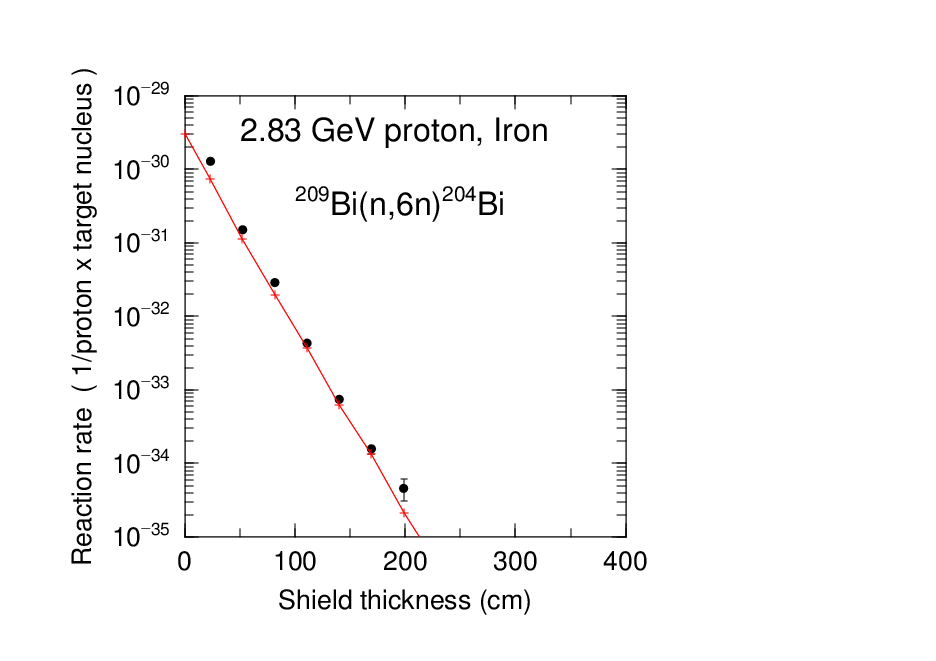 Reaction rate ( 1/proton x target nucleus )
10⁻²⁹
10⁻³⁰
10⁻³¹
10⁻³²
10⁻³³
10⁻³⁴
10⁻³⁵
2.83 GeV proton, Iron
²⁰⁹Bi(n,6n)²⁰⁴Bi
0 100 200 300 400
Shield thickness (cm)